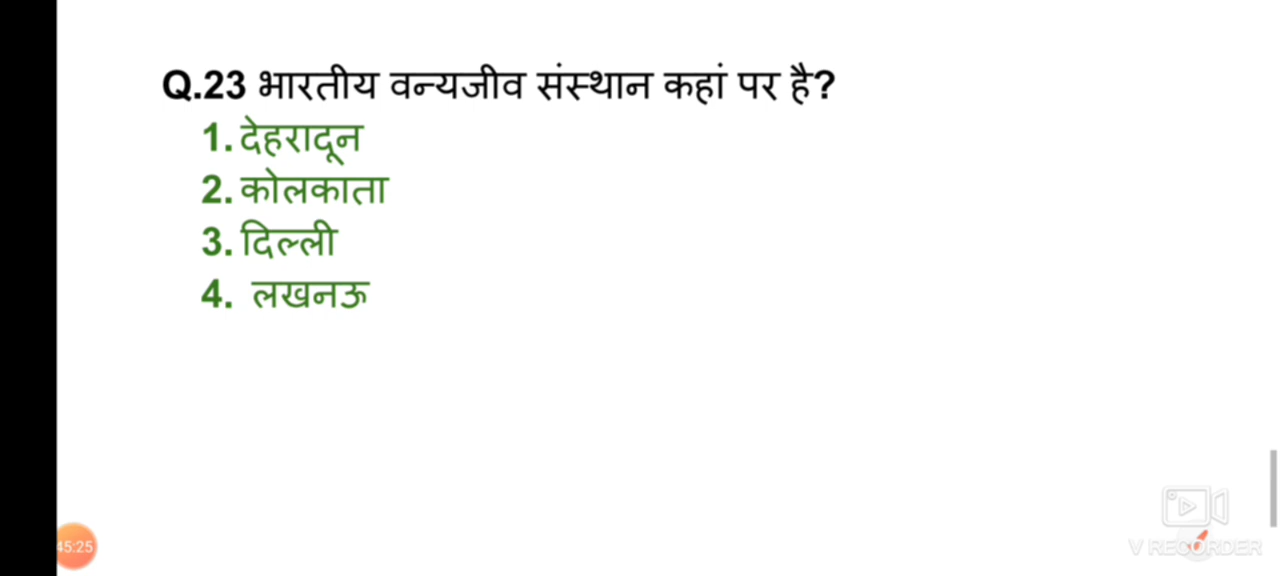 Q.23 भारतीय वन्यजीव संस्थान कहां पर है?
1. देहरादून
2. कोलकाता
3. दिल्ली
4. लखनऊ
45:25
V RECORDER